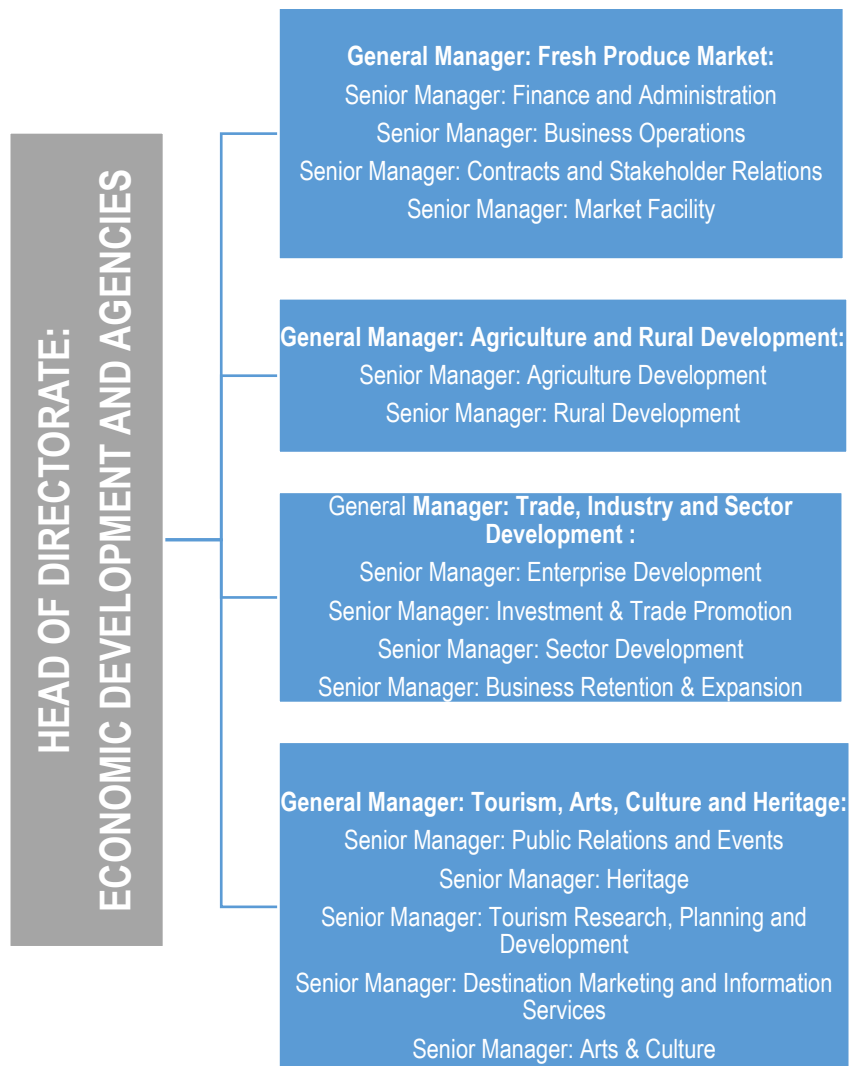 HEAD OF DIRECTORATE:
ECONOMIC DEVELOPMENT AND AGENCIES
General Manager: Fresh Produce Market:
Senior Manager: Finance and Administration
Senior Manager: Business Operations
Senior Manager: Contracts and Stakeholder Relations
Senior Manager: Market Facility
General Manager: Agriculture and Rural Development:
Senior Manager: Agriculture Development
Senior Manager: Rural Development
General Manager: Trade, Industry and Sector
Development :
Senior Manager: Enterprise Development
Senior Manager: Investment & Trade Promotion
Senior Manager: Sector Development
Senior Manager: Business Retention & Expansion
General Manager: Tourism, Arts, Culture and Heritage:
Senior Manager: Public Relations and Events
Senior Manager: Heritage
Senior Manager: Tourism Research, Planning and
Development
Senior Manager: Destination Marketing and Information
Services
Senior Manager: Arts & Culture